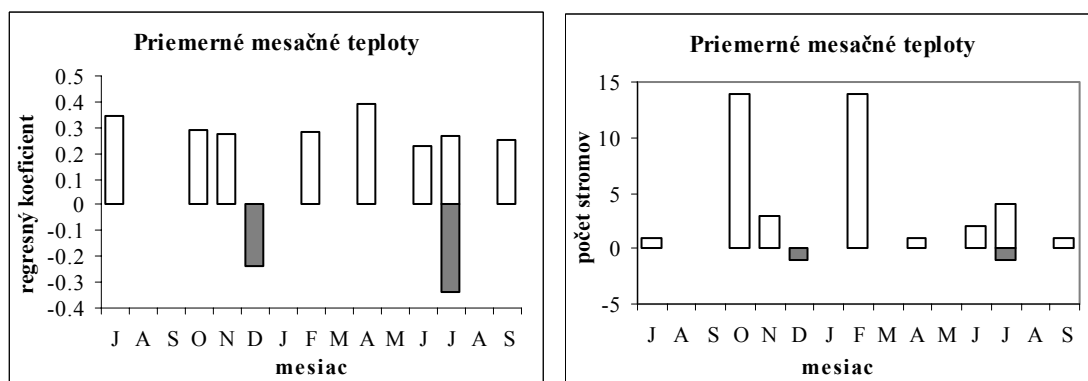 Priemerné mesačné teploty
regresný koeficient
0.5
0.4
0.3
0.2
0.1
0
-0.1
-0.2
-0.3
-0.4
J A S O N D J F M A M J J A S
mesiac
Priemerné mesačné teploty
počet stromov
15
10
5
0
-5
J A S O N D J F M A M J J A S
mesiac